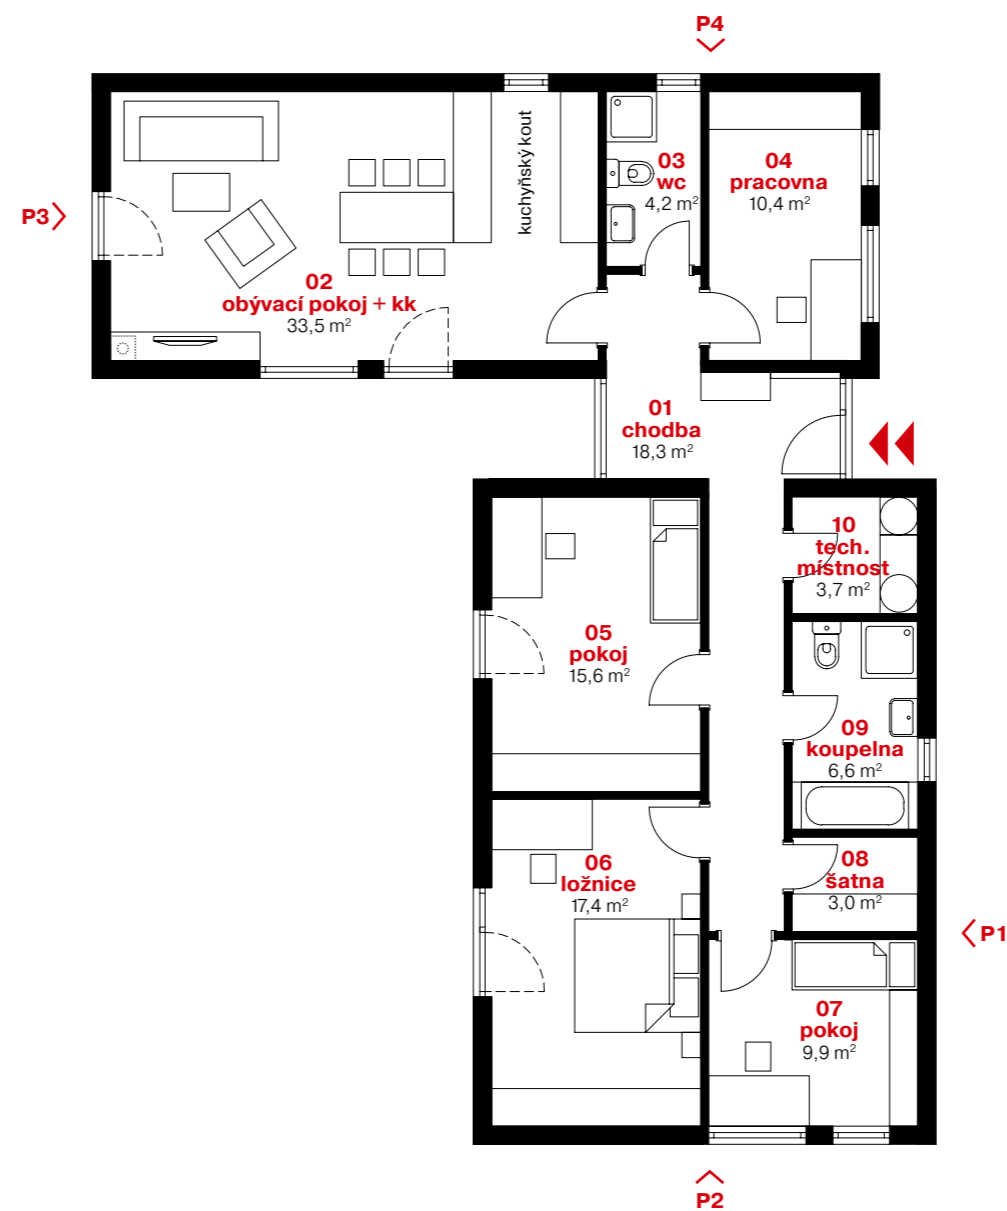 P4
P3
02
obývací pokoj + kk
33,5 m²
kuchyňský kout
03
wc
4,2 m²
04
pracovna
10,4 m²
01
chodba
18,3 m²
10
tech.
místnost
3,7 m²
05
pokoj
15,6 m²
09
koupelna
6,6 m²
06
ložnice
17,4 m²
08
šatna
3,0 m²
P1
07
pokoj
9,9 m²
P2